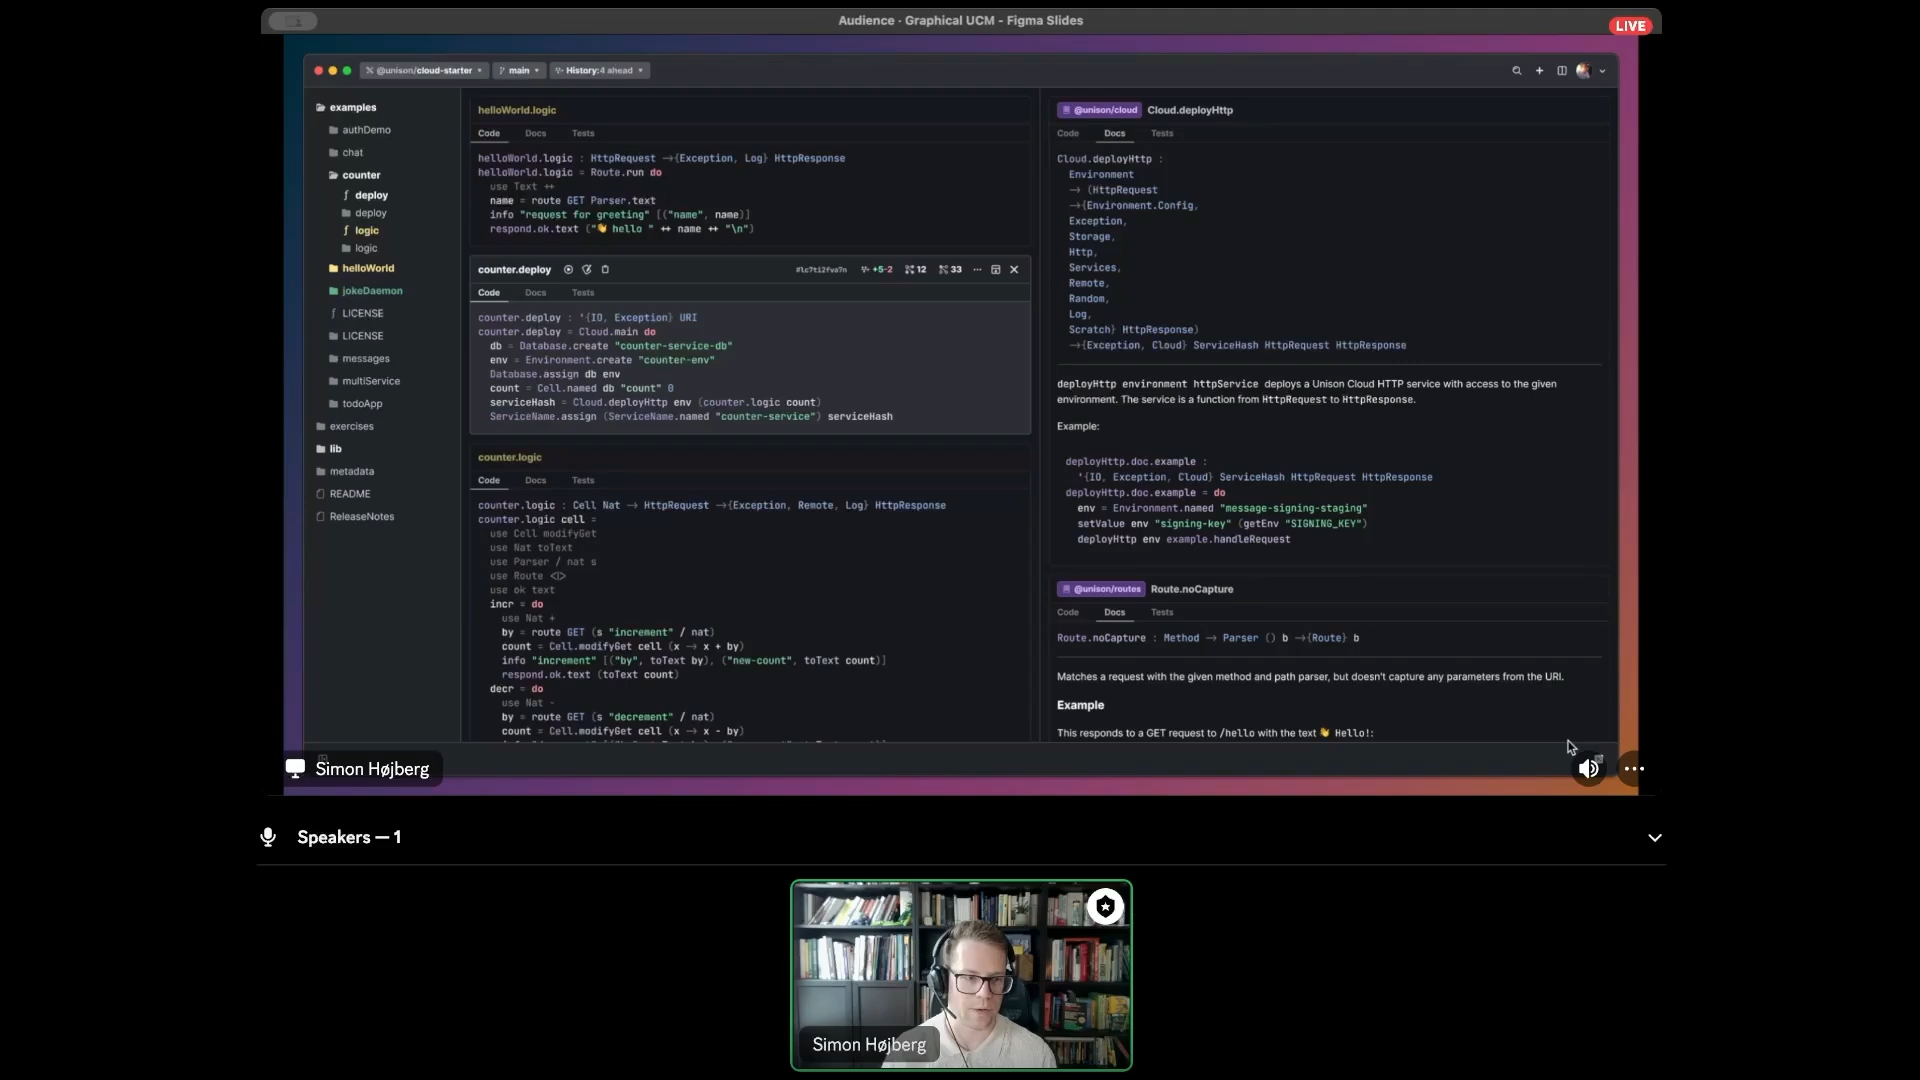 Audience · Graphical UCM - Figma Slides
LIVE
@unison/cloud-starter
main
History: 4 ahead
examples
authDemo
chat
counter
deploy
deploy
logic
logic
helloWorld
jokeDaemon
LICENSE
LICENSE
messages
multiService
todoApp
exercises
lib
metadata
README
ReleaseNotes
helloWorld.logic
Code Docs Tests
helloWorld.logic : HttpRequest ->{Exception, Log} HttpResponse
helloWorld.logic = Route.run do
use Text ++
name = route GET Parser.text
info "request for greeting" [("name", name)]
respond.ok.text ("👋 hello " ++ name ++ "\n")
counter.deploy #lc7ti2fvo7n +5-2 12 33 ···
Code Docs Tests
counter.deploy : '{IO, Exception} URI
counter.deploy = Cloud.main do
db = Database.create "counter-service-db"
env = Environment.create "counter-env"
Database.assign db env
count = Cell.named db "count" 0
serviceHash = Cloud.deployHttp env (counter.logic count)
ServiceName.assign (ServiceName.named "counter-service") serviceHash
counter.logic
Code Docs Tests
counter.logic : Cell Nat -> HttpRequest ->{Exception, Remote, Log} HttpResponse
counter.logic cell =
use Cell modifyGet
use Nat toText
use Parser / nat s
use Route <|>
use ok text
incr = do
use Nat +
by = route GET (s "increment" / nat)
count = Cell.modifyGet cell (x -> x + by)
info "increment" [("by", toText by), ("new-count", toText count)]
respond.ok.text (toText count)
decr = do
use Nat -
by = route GET (s "decrement" / nat)
count = Cell.modifyGet cell (x -> x - by)
@unison/cloud Cloud.deployHttp
Code Docs Tests
Cloud.deployHttp :
Environment
-> (HttpRequest
->{Environment.Config,
Exception,
Storage,
Http,
Services,
Remote,
Random,
Log,
Scratch} HttpResponse)
->{Exception, Cloud} ServiceHash HttpRequest HttpResponse
deployHttp environment httpService deploys a Unison Cloud HTTP service with access to the given
environment. The service is a function from HttpRequest to HttpResponse.
Example:
deployHttp.doc.example :
'{IO, Exception, Cloud} ServiceHash HttpRequest HttpResponse
deployHttp.doc.example = do
env = Environment.named "message-signing-staging"
setValue env "signing-key" (getEnv "SIGNING_KEY")
deployHttp env example.handleRequest
@unison/routes Route.noCapture
Code Docs Tests
Route.noCapture : Method -> Parser () b ->{Route} b
Matches a request with the given method and path parser, but doesn't capture any parameters from the URI.
Example
This responds to a GET request to /hello with the text 👋 Hello!:
Simon Højberg
Speakers — 1
Simon Højberg